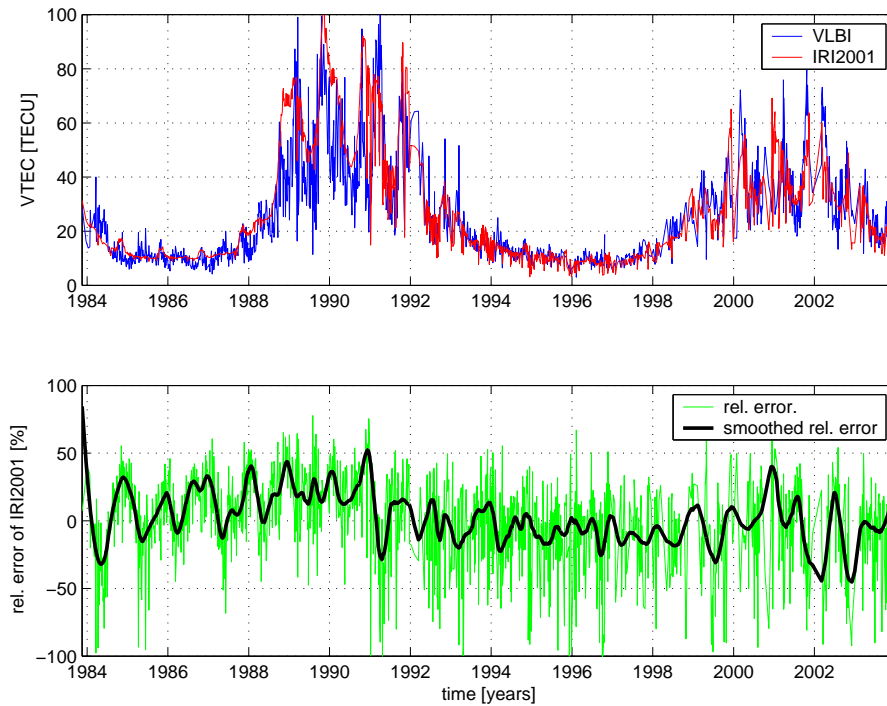 VTEC [TECU]
100
80
60
40
20
0
VLBI
IRI2001
1984 1986 1988 1990 1992 1994 1996 1998 2000 2002
rel. error of IRI2001 [%]
100
50
0
−50
−100
rel. error.
smoothed rel. error
1984 1986 1988 1990 1992 1994 1996 1998 2000 2002
time [years]